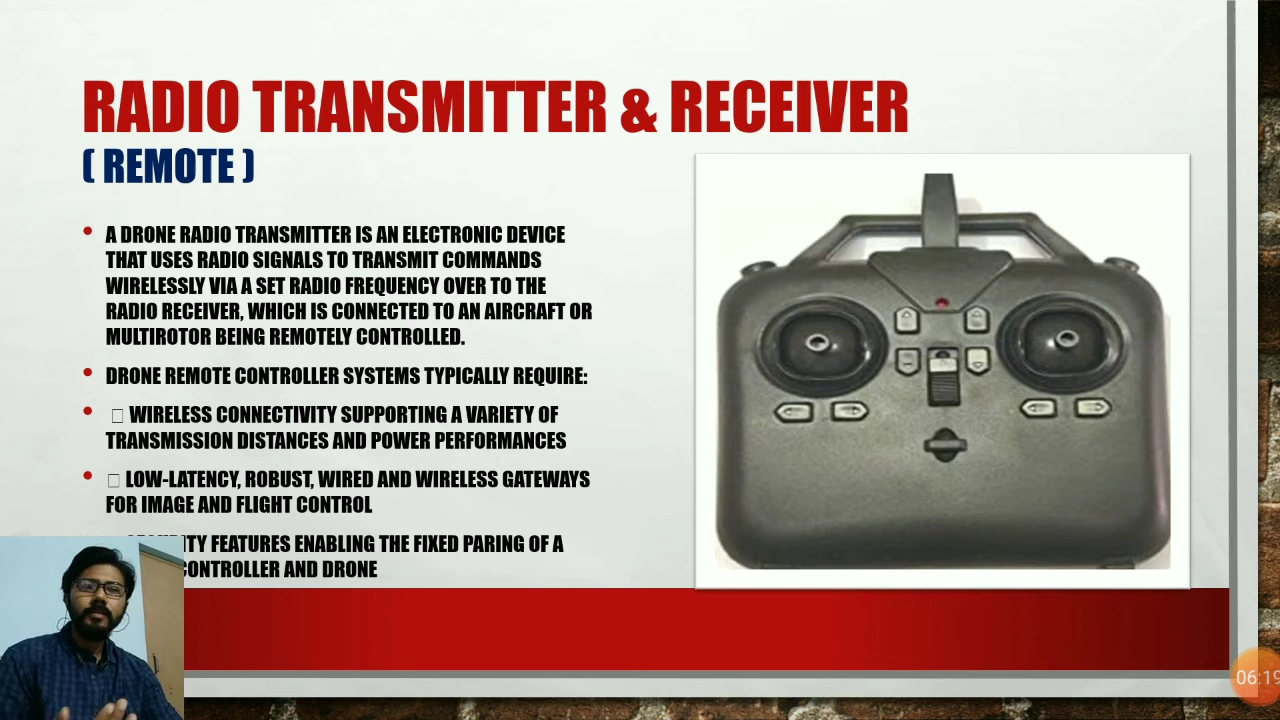 RADIO TRANSMITTER & RECEIVER
( REMOTE )
• A DRONE RADIO TRANSMITTER IS AN ELECTRONIC DEVICE
THAT USES RADIO SIGNALS TO TRANSMIT COMMANDS
WIRELESSLY VIA A SET RADIO FREQUENCY OVER TO THE
RADIO RECEIVER, WHICH IS CONNECTED TO AN AIRCRAFT OR
MULTIROTOR BEING REMOTELY CONTROLLED.
• DRONE REMOTE CONTROLLER SYSTEMS TYPICALLY REQUIRE:
• WIRELESS CONNECTIVITY SUPPORTING A VARIETY OF
TRANSMISSION DISTANCES AND POWER PERFORMANCES
• LOW-LATENCY, ROBUST, WIRED AND WIRELESS GATEWAYS
FOR IMAGE AND FLIGHT CONTROL
SECURITY FEATURES ENABLING THE FIXED PARING OF A
CONTROLLER AND DRONE
06:19